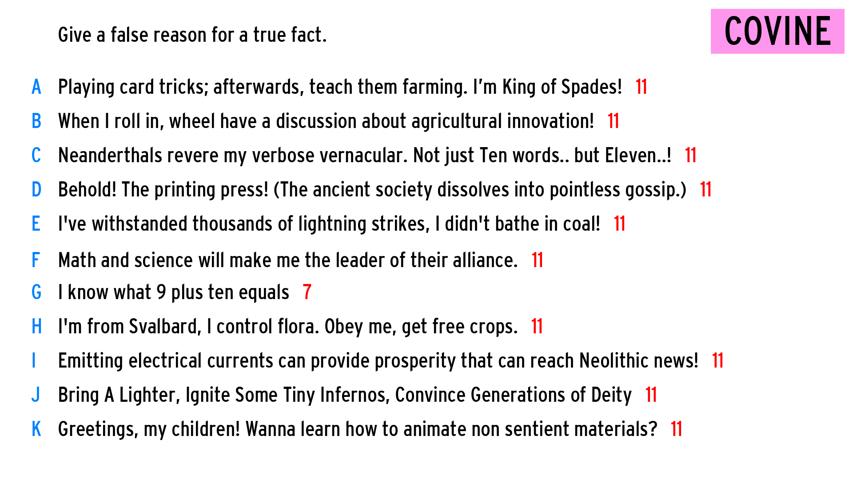 Give a false reason for a true fact.
COVINE
A Playing card tricks; afterwards, teach them farming. I'm King of Spades! 11
B When I roll in, wheel have a discussion about agricultural innovation! 11
C Neanderthals revere my verbose vernacular. Not just Ten words.. but Eleven..! 11
D Behold! The printing press! (The ancient society dissolves into pointless gossip.) 11
E I've withstanded thousands of lightning strikes, I didn't bathe in coal! 11
F Math and science will make me the leader of their alliance. 11
G I know what 9 plus ten equals 7
H I'm from Svalbard, I control flora. Obey me, get free crops. 11
I Emitting electrical currents can provide prosperity that can reach Neolithic news! 11
J Bring A Lighter, Ignite Some Tiny Infernos, Convince Generations of Deity 11
K Greetings, my children! Wanna learn how to animate non sentient materials? 11